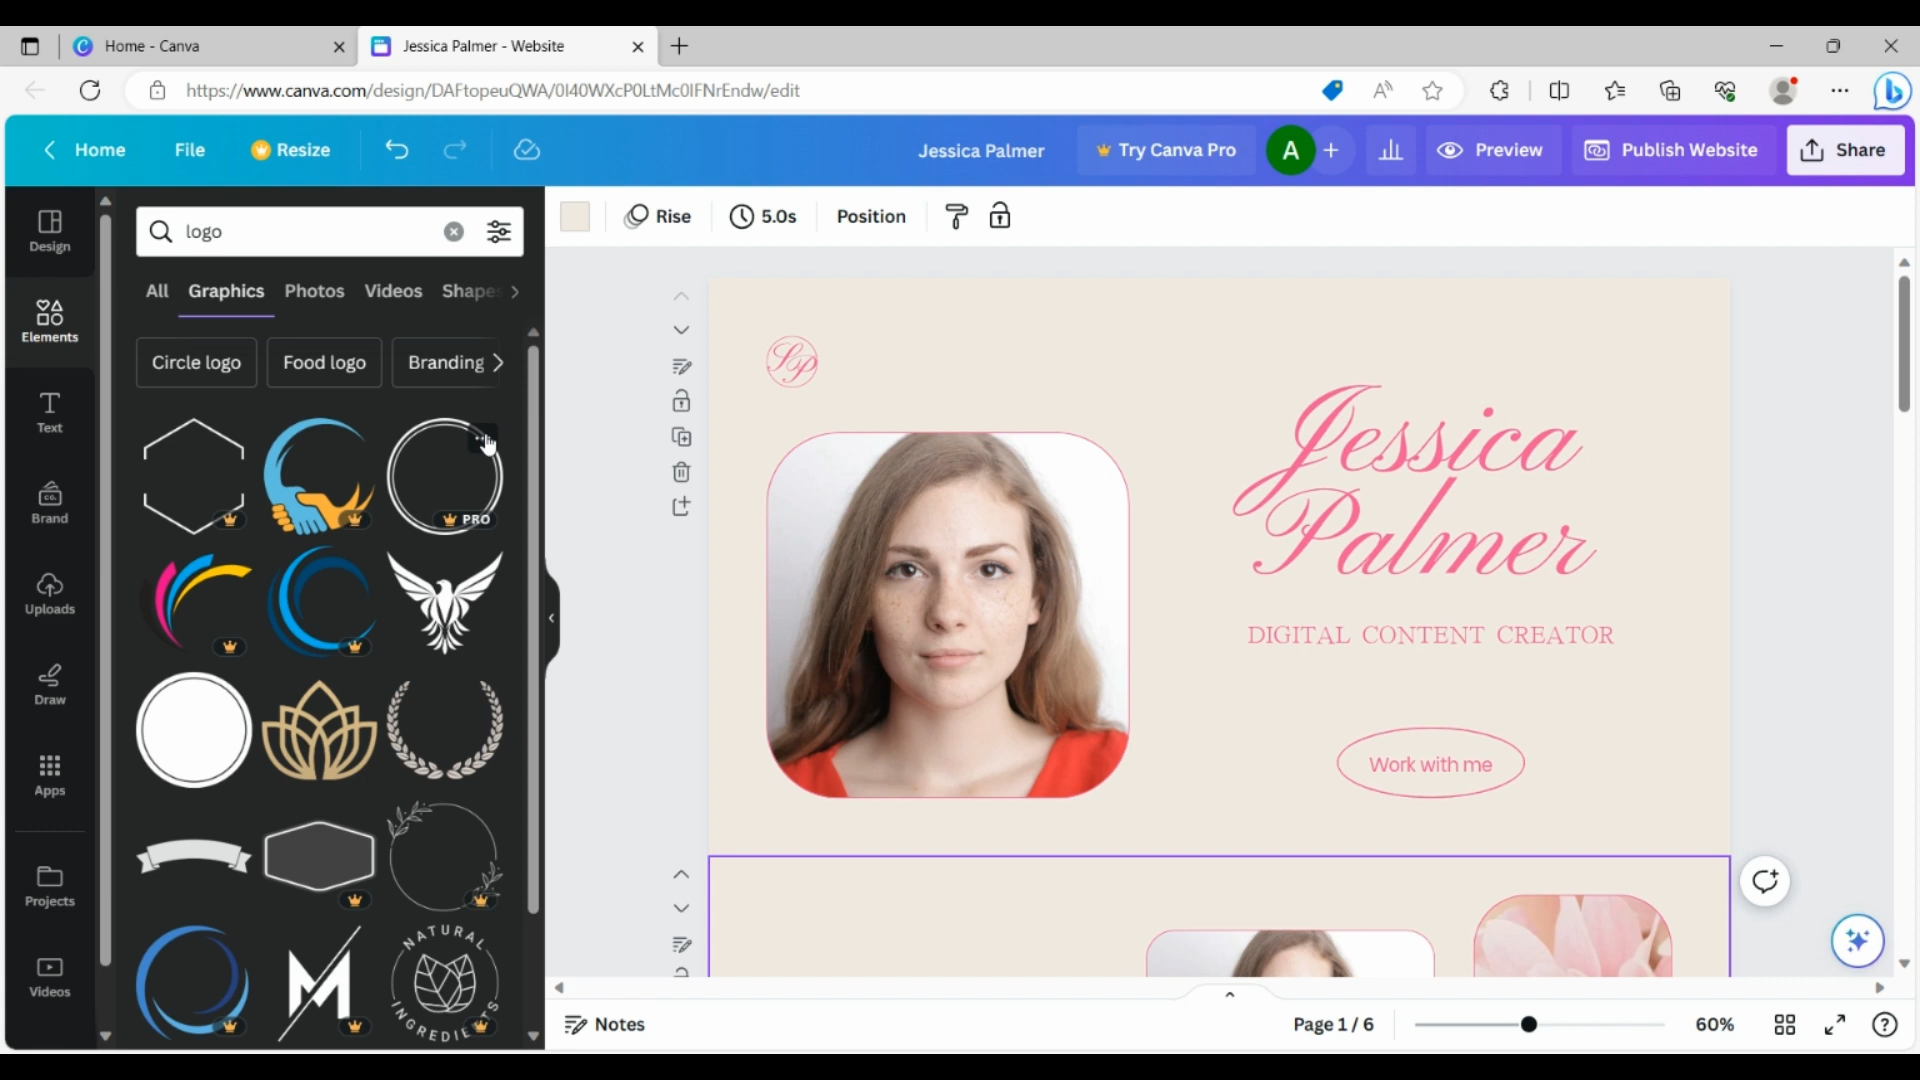 Home - Canva
Jessica Palmer - Website
https://www.canva.com/design/DAFtopeuQWA/0I40WXcP0LtMc0IFNrEndw/edit
Home
File
Resize
Jessica Palmer
Try Canva Pro
A
+
Preview
Publish Website
Share
logo
Rise
5.0s
Position
Design
Elements
Text
Brand
CO.
Uploads
Draw
Apps
Projects
Videos
All
Graphics
Photos
Videos
Shapes
Circle logo
Food logo
Branding
PRO
M
NATURAL
INGREDIENTS
JP
Jessica
Palmer
DIGITAL CONTENT CREATOR
Work with me
Notes
Page 1 / 6
60%